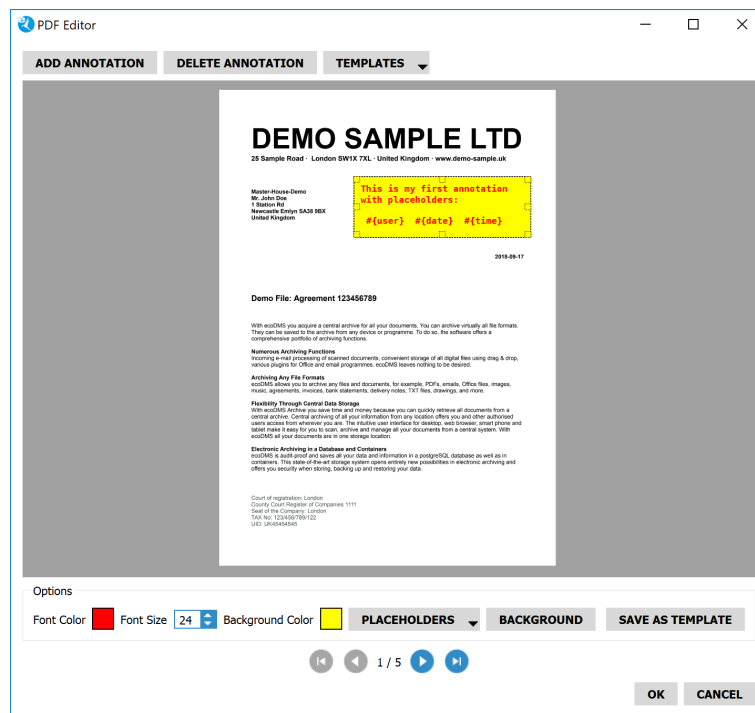 PDF Editor
ADD ANNOTATION DELETE ANNOTATION TEMPLATES
DEMO SAMPLE LTD
25 Sample Road · London SW1X 7XL · United Kingdom · www.demo-sample.uk
Master-House-Demo
Mr. John Doe
1 Station Rd
Newcastle Emlyn SA38 9BX
United Kingdom
This is my first annotation
with placeholders:
#{user} #{date} #{time}
2018-09-17
Demo File: Agreement 123456789
With ecoDMS you acquire a central archive for all your documents. You can archive virtually all file formats.
They can be saved to the archive from any device or programme. To do so, the software offers a
comprehensive portfolio of archiving functions.
Numerous Archiving Functions
Incoming e-mail processing of scanned documents, convenient storage of all digital files using drag & drop,
various plugins for Office and email programmes. ecoDMS leaves nothing to be desired.
Archiving Any File Formats
ecoDMS allows you to archive any files and documents, for example, PDFs, emails, Office files, images,
music, agreements, invoices, bank statements, delivery notes, TXT files, drawings, and more.
Flexibility Through Central Data Storage
With ecoDMS Archive you save time and money because you can quickly retrieve all documents from a
central archive. Central archiving of all your information from any location offers you and other authorised
users access from wherever you are. The intuitive user interface for desktop, web browser, smart phone and
tablet make it easy for you to scan, archive and manage all your documents from a central system. With
ecoDMS all your documents are in one storage location.
Electronic Archiving in a Database and Containers
ecoDMS is audit-proof and saves all your data and information in a postgreSQL database as well as in
containers. This state-of-the-art storage system opens entirely new possibilities in electronic archiving and
offers you security when storing, backing up and restoring your data.
Court of registration: London
County Court Register of Companies 1111
Seat of the Company: London
TAX No: 123/456/789/122
UID: UK45454545
Options
Font Color Font Size 24 Background Color PLACEHOLDERS BACKGROUND SAVE AS TEMPLATE
1 / 5
OK CANCEL